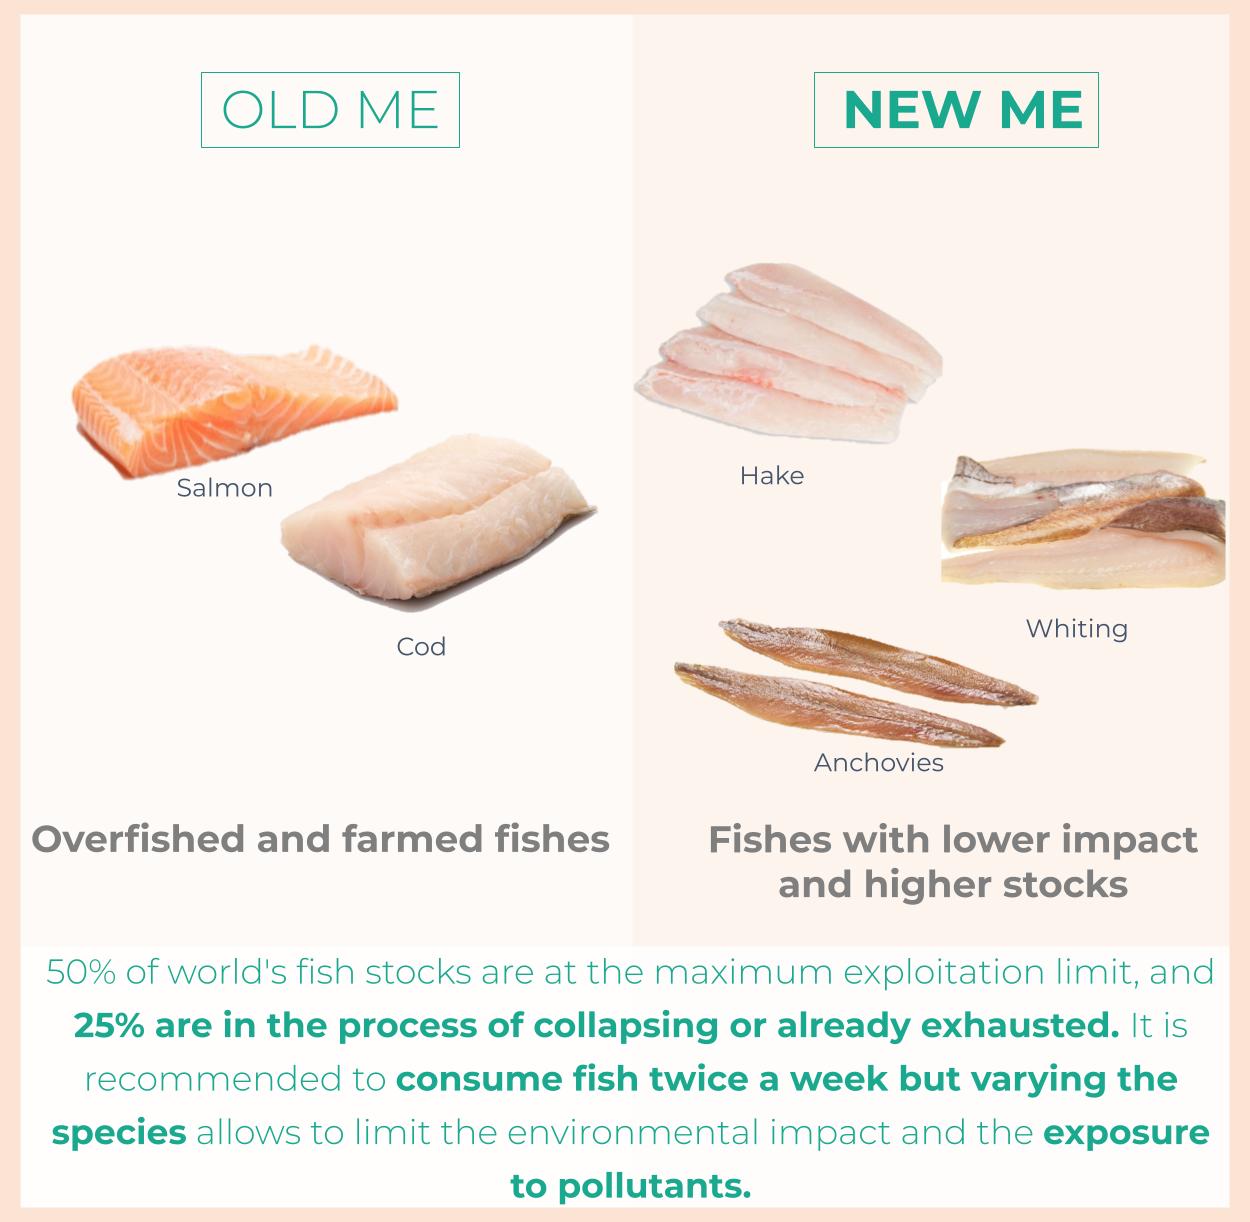 OLD ME
NEW ME
Salmon
Cod
Hake
Whiting
Anchovies
Overfished and farmed fishes
Fishes with lower impact
and higher stocks
50% of world's fish stocks are at the maximum exploitation limit, and
25% are in the process of collapsing or already exhausted. It is
recommended to consume fish twice a week but varying the
species allows to limit the environmental impact and the exposure
to pollutants.